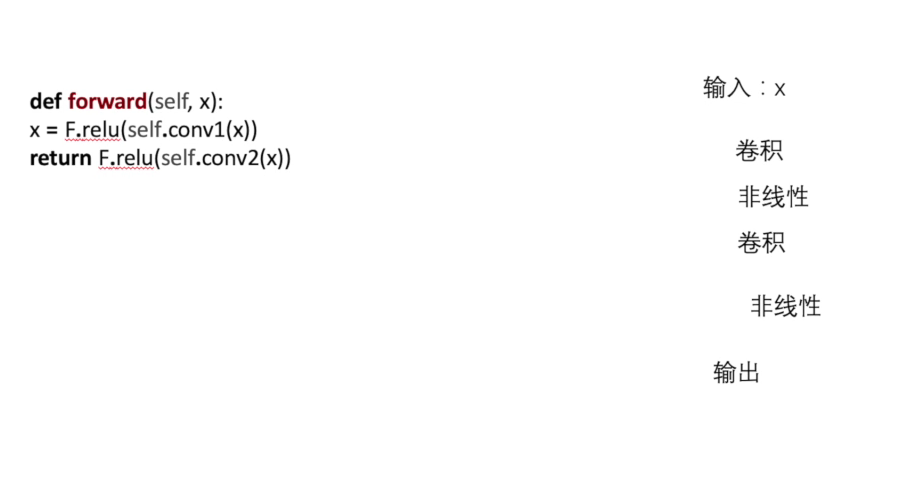 def forward(self, x):
x = F.relu(self.conv1(x))
return F.relu(self.conv2(x))
输入：x
卷积
非线性
卷积
非线性
输出